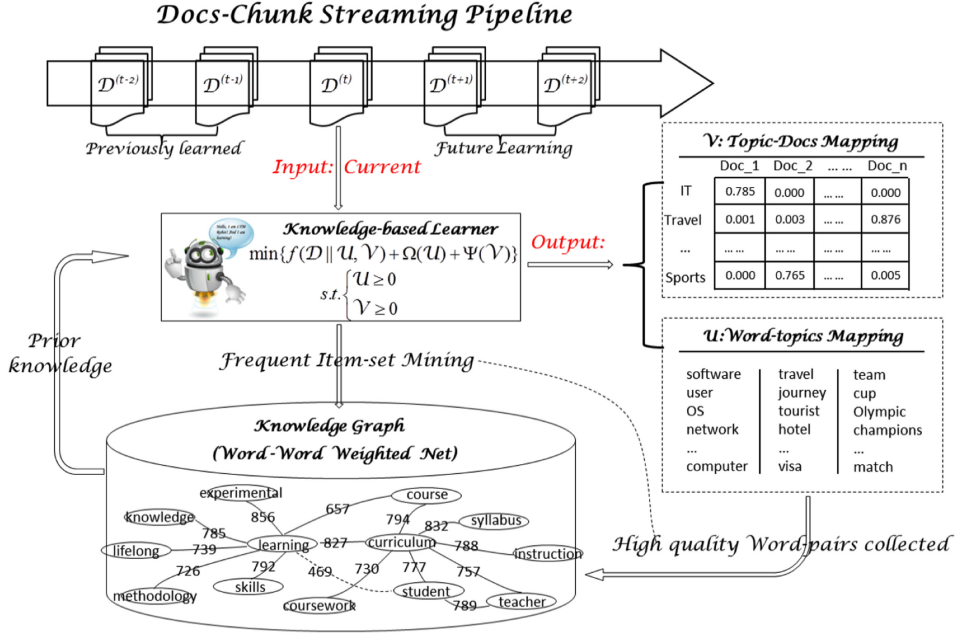 Docs-Chunk Streaming Pipeline
D^(t-2) D^(t-1) D^(t) D^(t+1) D^(t+2)
Previously learned
Future Learning
Input: Current
V: Topic-Docs Mapping
Doc_1 Doc_2 ... ... Doc_n
IT 0.785 0.000 ... ... 0.000
Travel 0.001 0.003 ... ... 0.876
... ... ... ... ... ... ... ... ...
Sports 0.000 0.765 ... ... 0.005
Knowledge-based Learner
min{f(D || U, V)+Ω(U)+Ψ(V)}
s.t. { U ≥ 0
V ≥ 0
Output:
Prior
knowledge
Frequent Item-set Mining
U:Word-topics Mapping
software travel team
user journey cup
OS tourist Olympic
network hotel champions
... ... ...
computer visa match
Knowledge Graph
(Word-Word Weighted Net)
experimental
course
657
knowledge
856
794
832
syllabus
785
lifelong
739
learning
827
curriculum
788
instruction
726
792
469
730
777
757
methodology
skills
coursework
student
789
teacher
High quality Word-pairs collected